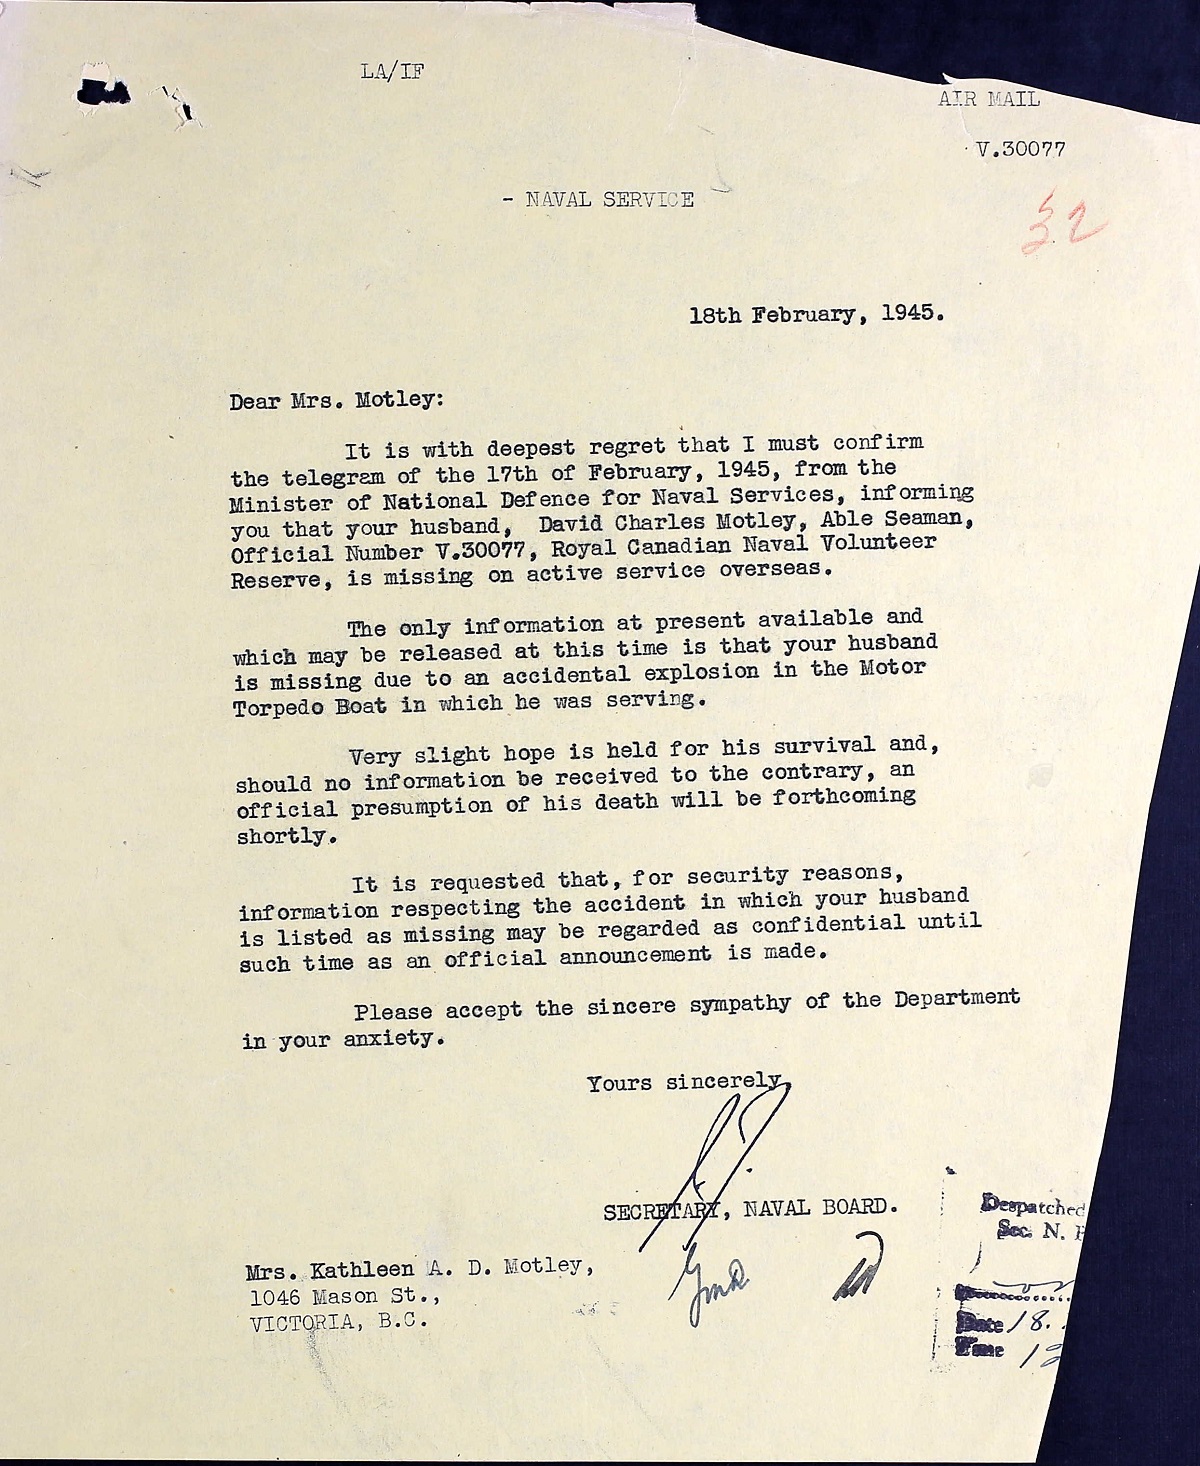 LA/IF
AIR MAIL
V.30077
- NAVAL SERVICE
32
18th February, 1945.
Dear Mrs. Motley:
It is with deepest regret that I must confirm
the telegram of the 17th of February, 1945, from the
Minister of National Defence for Naval Services, informing
you that your husband, David Charles Motley, Able Seaman,
Official Number V.30077, Royal Canadian Naval Volunteer
Reserve, is missing on active service overseas.
The only information at present available and
which may be released at this time is that your husband
is missing due to an accidental explosion in the Motor
Torpedo Boat in which he was serving.
Very slight hope is held for his survival and,
should no information be received to the contrary, an
official presumption of his death will be forthcoming
shortly.
It is requested that, for security reasons,
information respecting the accident in which your husband
is listed as missing may be regarded as confidential until
such time as an official announcement is made.
Please accept the sincere sympathy of the Department
in your anxiety.
Yours sincerely,
SECRETARY, NAVAL BOARD.
Despatched
Sec. N.
Mrs. Kathleen A. D. Motley,
1046 Mason St.,
VICTORIA, B.C.
Date 18.
Time